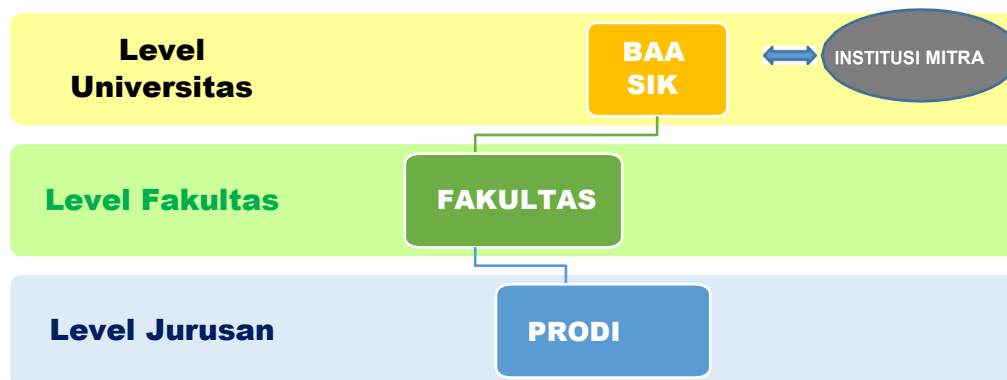 Level
Universitas
BAA
SIK
INSTITUSI MITRA
Level Fakultas
FAKULTAS
Level Jurusan
PRODI